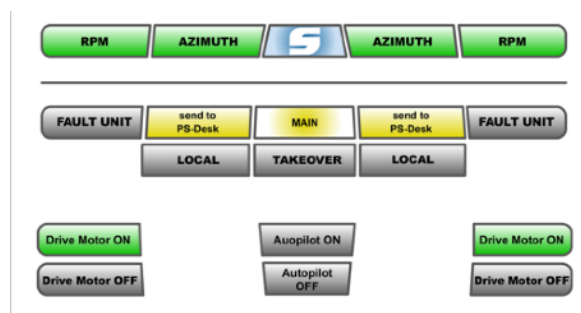 RPM AZIMUTH S AZIMUTH RPM
FAULT UNIT send to PS-Desk MAIN send to PS-Desk FAULT UNIT
LOCAL TAKEOVER LOCAL
Drive Motor ON Auopilot ON Drive Motor ON
Drive Motor OFF Autopilot OFF Drive Motor OFF